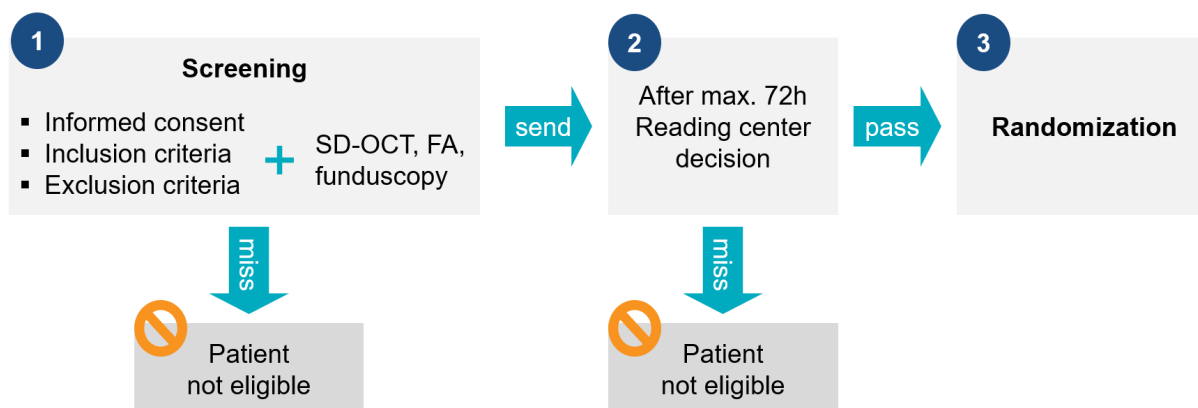 1
Screening
▪ Informed consent
▪ Inclusion criteria
▪ Exclusion criteria
+
SD-OCT, FA,
funduscopy
send
2
After max. 72h
Reading center
decision
pass
3
Randomization
miss
Patient
not eligible
miss
Patient
not eligible